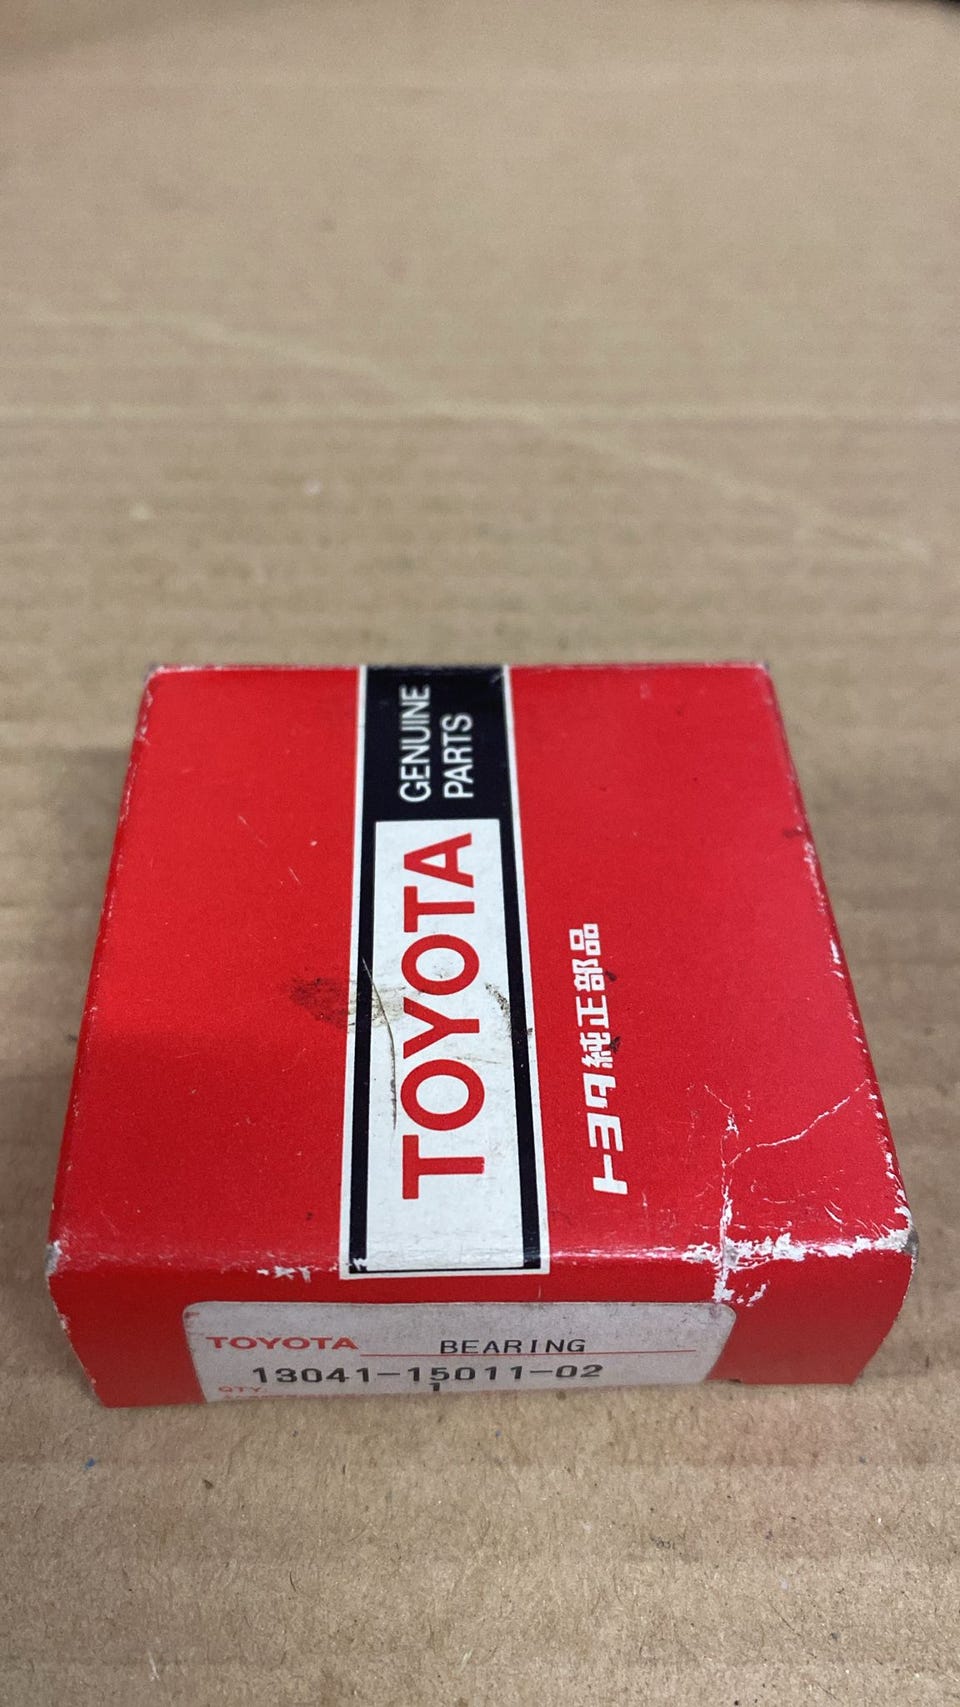 TOYOTA GENUINE
PARTS
トヨタ純正部品
TOYOTA BEARING
13041-15011-02
QTY. 1